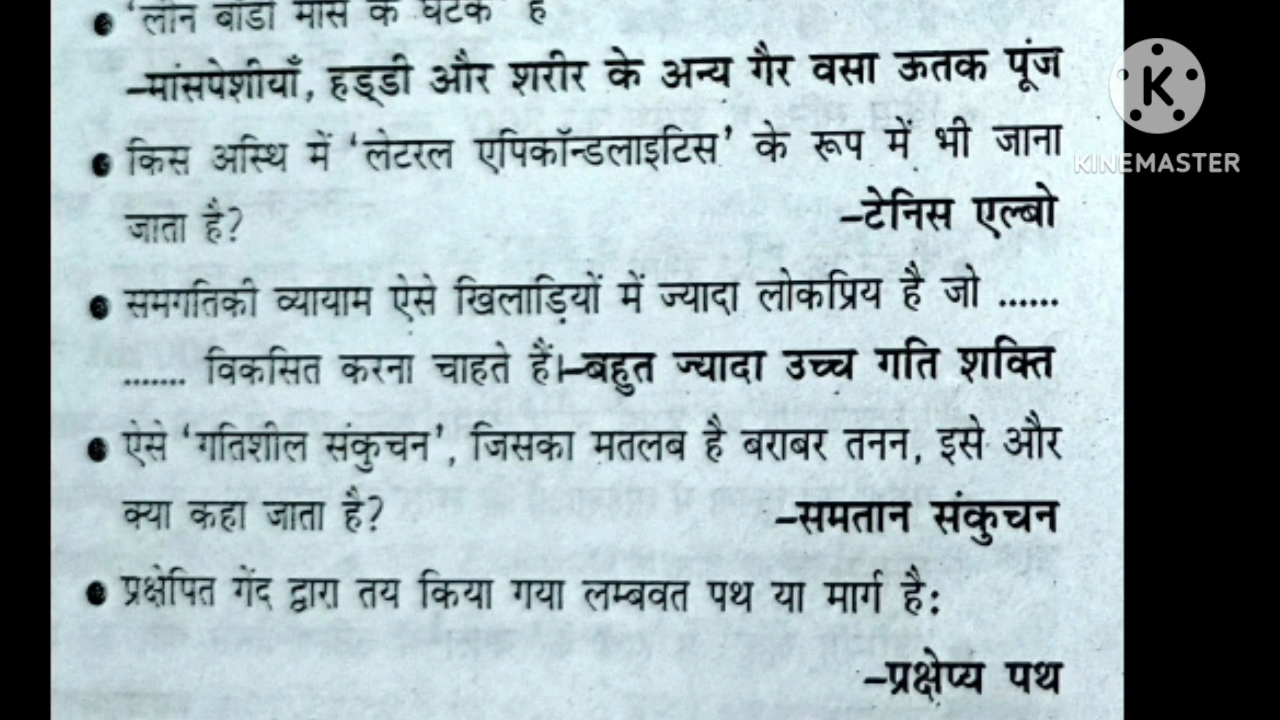 • 'लीन बॉडी मास के घटक' है
–मांसपेशीयाँ, हड्डी और शरीर के अन्य गैर वसा ऊतक पूंज
• किस अस्थि में 'लेटरल एपिकॉन्डलाइटिस' के रूप में भी जाना
जाता है? –टेनिस एल्बो
• समगतिकी व्यायाम ऐसे खिलाड़ियों में ज्यादा लोकप्रिय है जो ......
....... विकसित करना चाहते हैं।–बहुत ज्यादा उच्च गति शक्ति
• ऐसे 'गतिशील संकुचन', जिसका मतलब है बराबर तनन, इसे और
क्या कहा जाता है? –समतान संकुचन
• प्रक्षेपित गेंद द्वारा तय किया गया लम्बवत पथ या मार्ग है:
–प्रक्षेप्य पथ
K
KINEMASTER